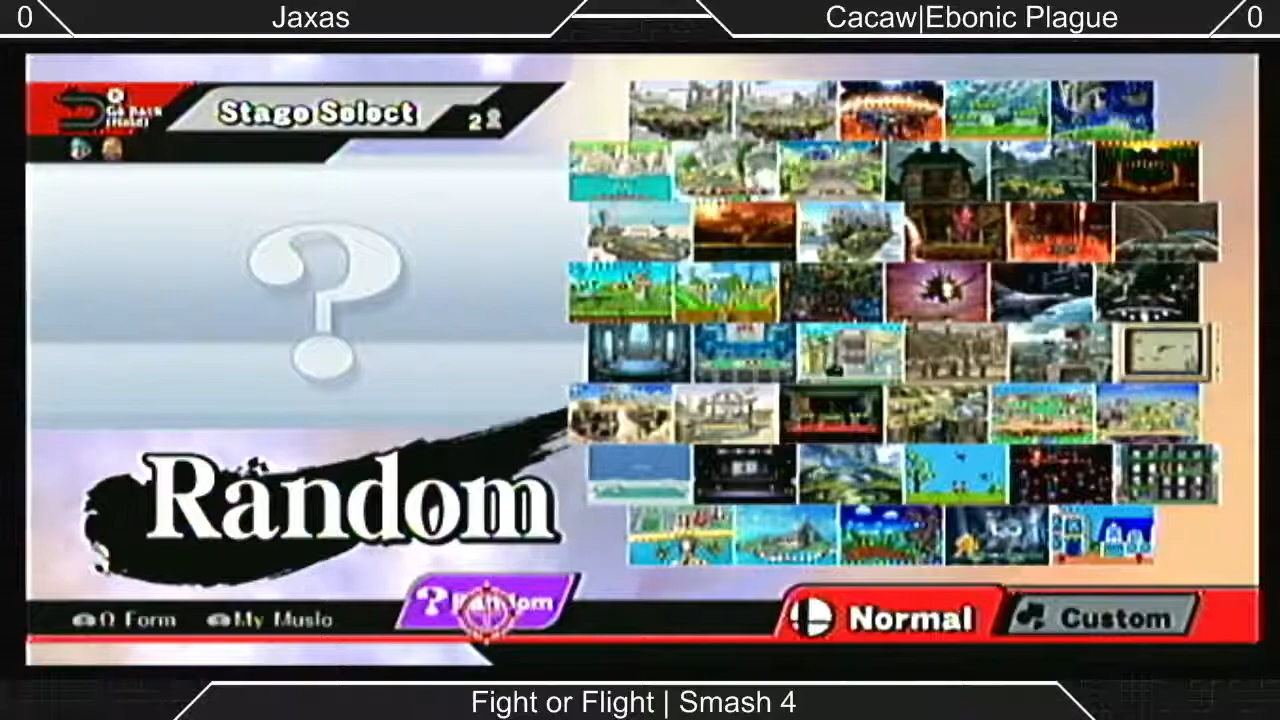 0 Jaxas Cacaw|Ebonic Plague 0
Stage Select
2
Random
Random
Ω Form My Music
Normal Custom
Fight or Flight | Smash 4